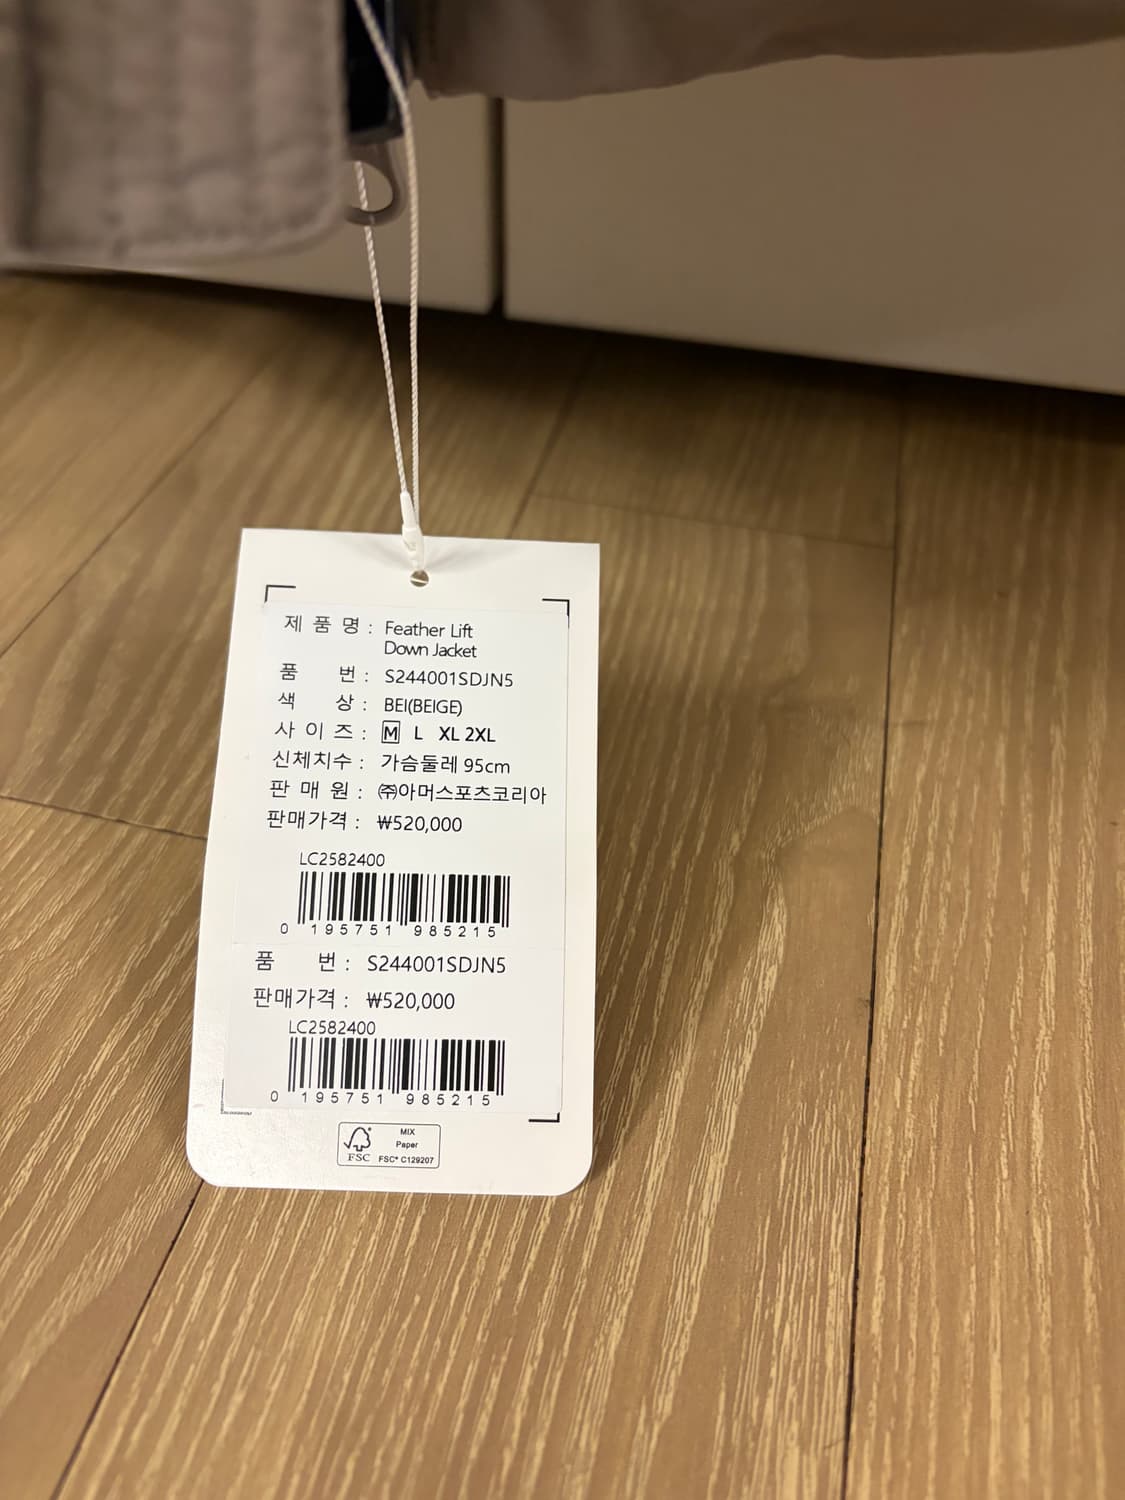 제 품 명 : Feather Lift
Down Jacket
품 번 : S244001SDJN5
색 상 : BEI(BEIGE)
사 이 즈 : M L XL 2XL
신체치수 : 가슴둘레 95cm
판 매 원 : ㈜아머스포츠코리아
판매가격 : ₩520,000
LC2582400
0 195751 985215
품 번 : S244001SDJN5
판매가격 : ₩520,000
LC2582400
0 195751 985215
FSC
MIX
Paper
FSC® C129207